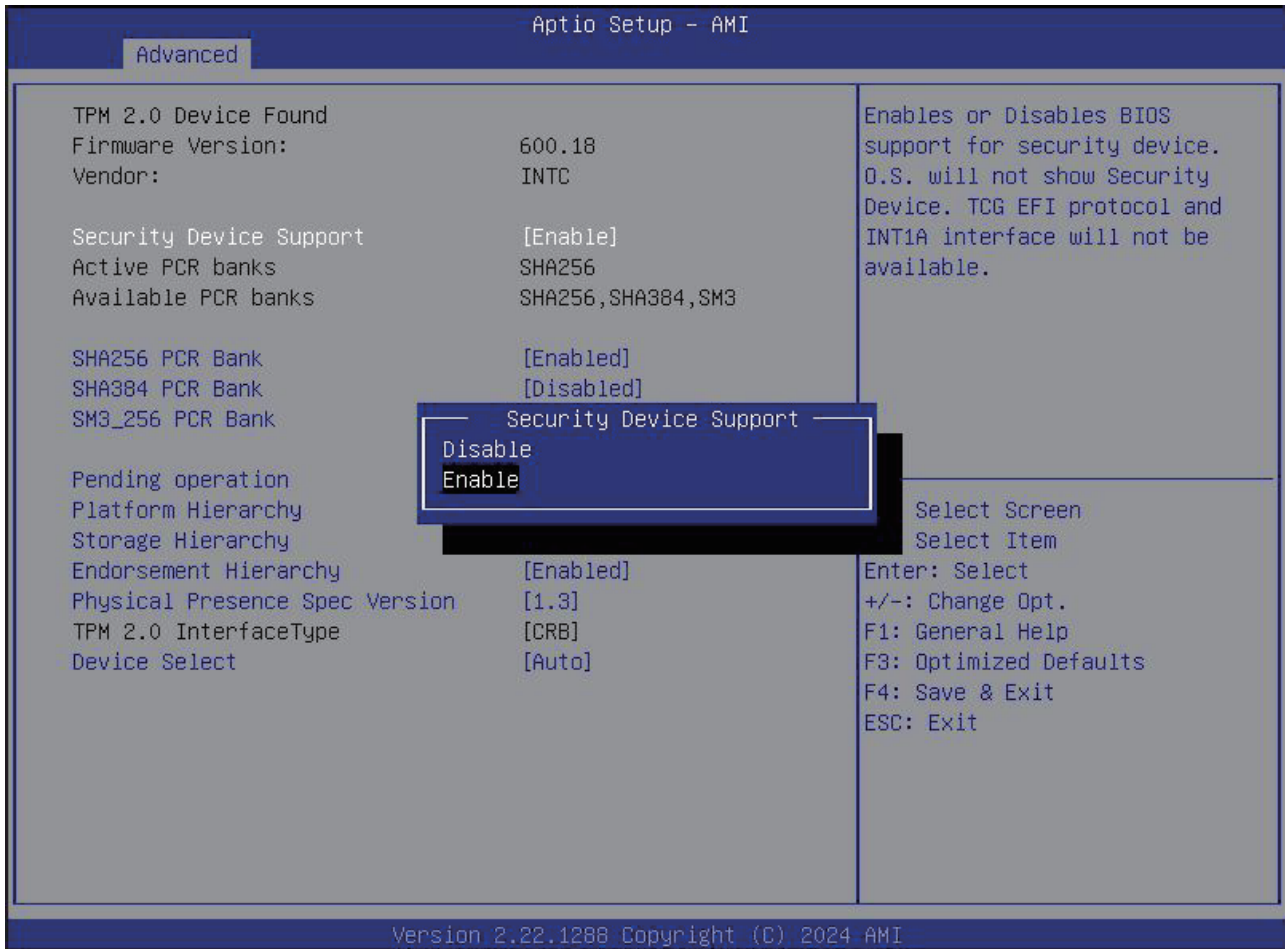 Aptio Setup - AMI
Advanced
TPM 2.0 Device Found
Firmware Version: 600.18
Vendor: INTC
Security Device Support [Enable]
Active PCR banks SHA256
Available PCR banks SHA256,SHA384,SM3
SHA256 PCR Bank [Enabled]
SHA384 PCR Bank [Disabled]
SM3_256 PCR Bank
Pending operation
Platform Hierarchy
Storage Hierarchy
Endorsement Hierarchy [Enabled]
Physical Presence Spec Version [1.3]
TPM 2.0 InterfaceType [CRB]
Device Select [Auto]
Security Device Support
Disable
Enable
Enables or Disables BIOS
support for security device.
O.S. will not show Security
Device. TCG EFI protocol and
INT1A interface will not be
available.
Select Screen
Select Item
Enter: Select
+/-: Change Opt.
F1: General Help
F3: Optimized Defaults
F4: Save & Exit
ESC: Exit
Version 2.22.1288 Copyright (C) 2024 AMI